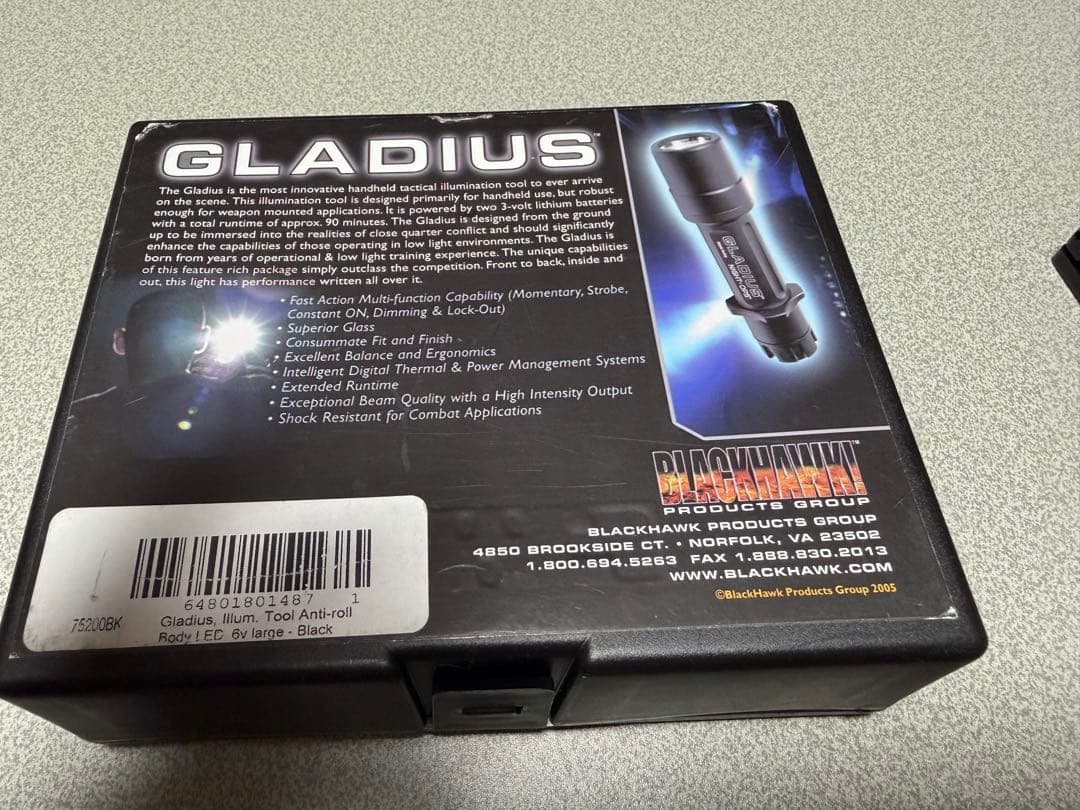 GLADIUS™
The Gladius is the most innovative handheld tactical illumination tool to ever arrive
on the scene. This illumination tool is designed primarily for handheld use, but robust
enough for weapon mounted applications. It is powered by two 3-volt lithium batteries
with a total runtime of approx. 90 minutes. The Gladius is designed from the ground
up to be immersed into the realities of close quarter conflict and should significantly
enhance the capabilities of those operating in low light environments. The Gladius is
born from years of operational & low light training experience. The unique capabilities
of this feature rich package simply outclass the competition. Front to back, inside and
out, this light has performance written all over it.
• Fast Action Multi-function Capability (Momentary, Strobe,
Constant ON, Dimming & Lock-Out)
• Superior Glass
• Consummate Fit and Finish
• Excellent Balance and Ergonomics
• Intelligent Digital Thermal & Power Management Systems
• Extended Runtime
• Exceptional Beam Quality with a High Intensity Output
• Shock Resistant for Combat Applications
GLADIUS™
NIGHT-OPS
BLACKHAWK!™
PRODUCTS GROUP
BLACKHAWK PRODUCTS GROUP
4850 BROOKSIDE CT. • NORFOLK, VA 23502
1.800.694.5263 FAX 1.888.830.2013
WWW.BLACKHAWK.COM
©BlackHawk Products Group 2005
64801801487 1
75200BK
Gladius, Illum. Tool Anti-roll
Body LED 6v large - Black